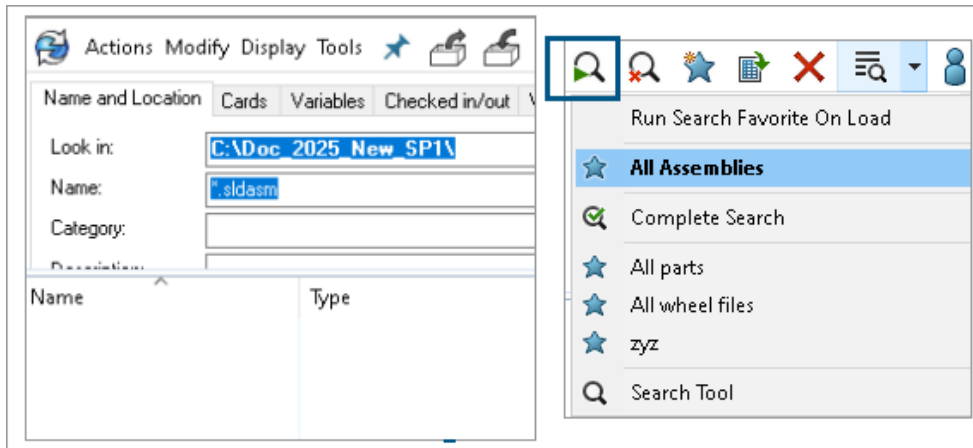 Actions Modify Display Tools
Name and Location Cards Variables Checked in/out
Look in: C:\Doc_2025_New_SP1\
Name: *.sldasm
Category:
Description:
Name Type
Run Search Favorite On Load
All Assemblies
Complete Search
All parts
All wheel files
zyz
Search Tool